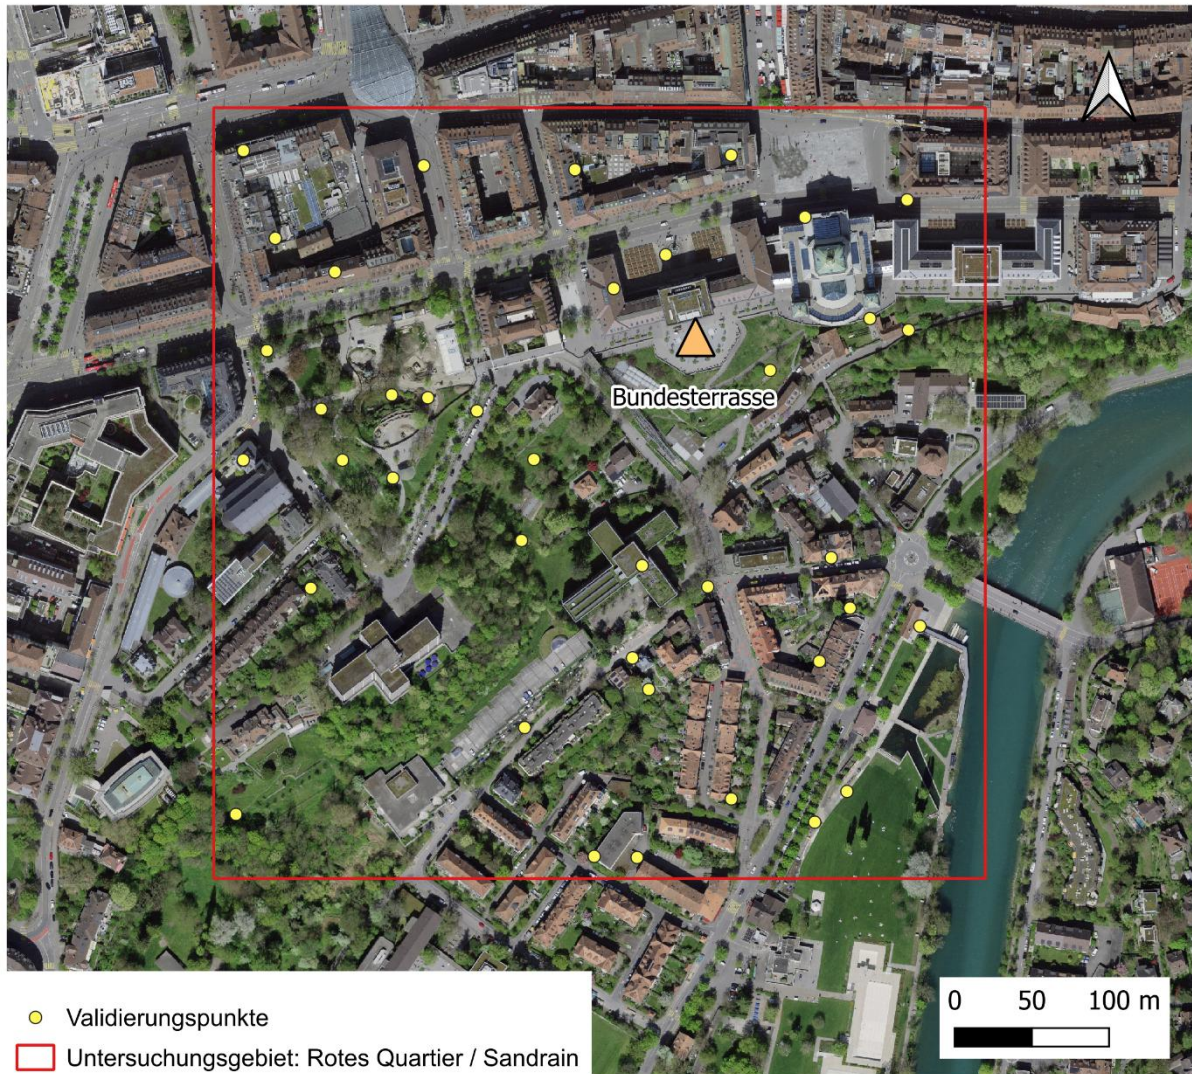 Bundesterrasse
Validierungspunkte
Untersuchungsgebiet: Rotes Quartier / Sandrain
0 50 100 m